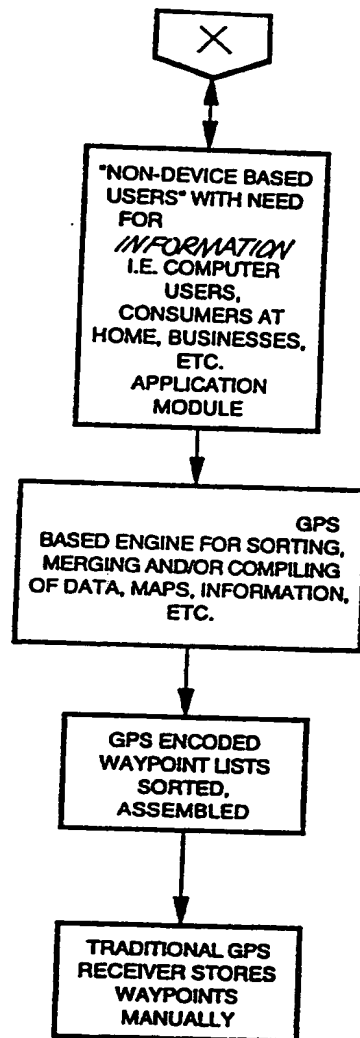 X
"NON-DEVICE BASED
USERS" WITH NEED
FOR
INFORMATION
I.E. COMPUTER
USERS,
CONSUMERS AT
HOME, BUSINESSES,
ETC.
APPLICATION
MODULE
GPS
BASED ENGINE FOR SORTING,
MERGING AND/OR COMPILING
OF DATA, MAPS, INFORMATION,
ETC.
GPS ENCODED
WAYPOINT LISTS
SORTED,
ASSEMBLED
TRADITIONAL GPS
RECEIVER STORES
WAYPOINTS
MANUALLY